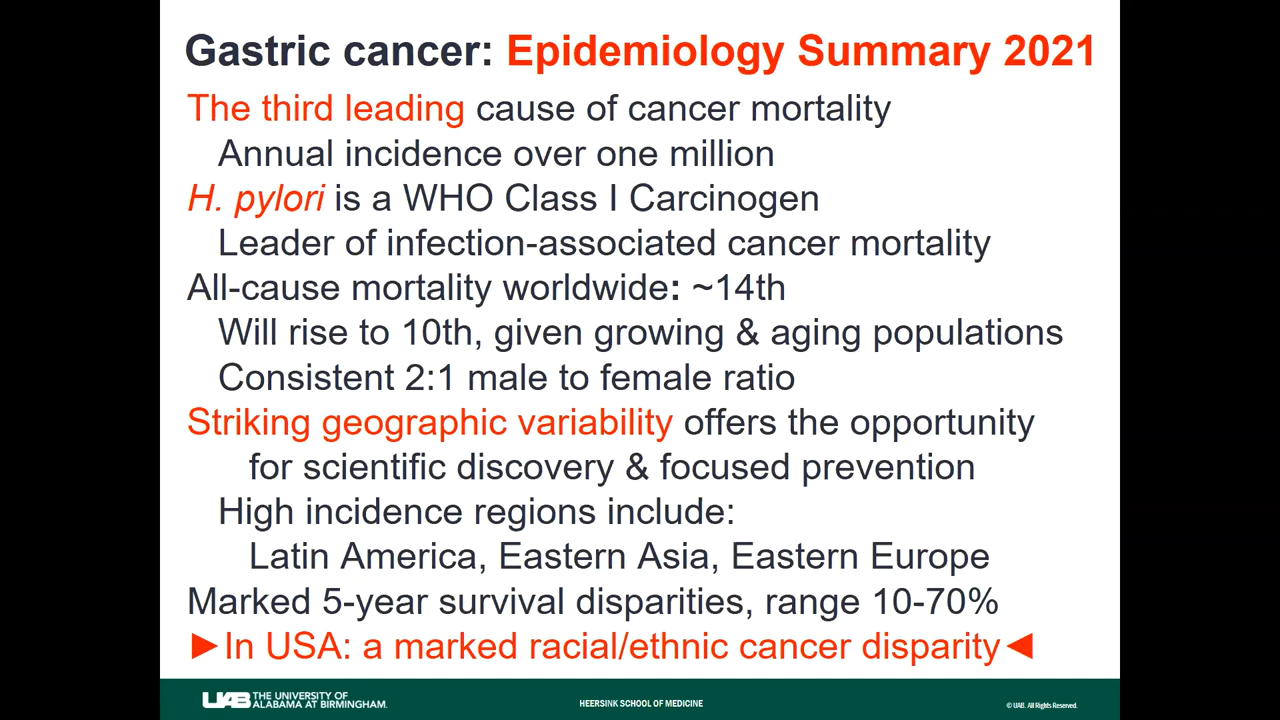 Gastric cancer: Epidemiology Summary 2021
The third leading cause of cancer mortality
Annual incidence over one million
H. pylori is a WHO Class I Carcinogen
Leader of infection-associated cancer mortality
All-cause mortality worldwide: ~14th
Will rise to 10th, given growing & aging populations
Consistent 2:1 male to female ratio
Striking geographic variability offers the opportunity
for scientific discovery & focused prevention
High incidence regions include:
Latin America, Eastern Asia, Eastern Europe
Marked 5-year survival disparities, range 10-70%
►In USA: a marked racial/ethnic cancer disparity◄
UAB THE UNIVERSITY OF
ALABAMA AT BIRMINGHAM.
HEERSINK SCHOOL OF MEDICINE
© UAB. All Rights Reserved.